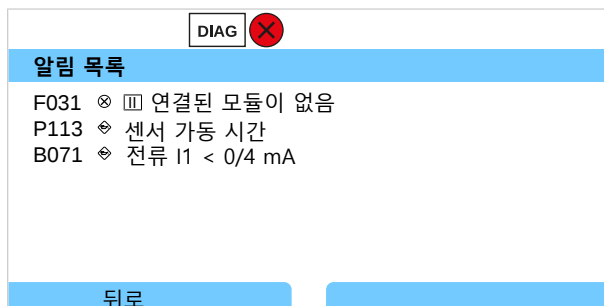 DIAG
알림 목록
F031 ⊗ Ⅲ 연결된 모듈이 없음
P113 센서 가동 시간
B071 전류 I1 < 0/4 mA
뒤로